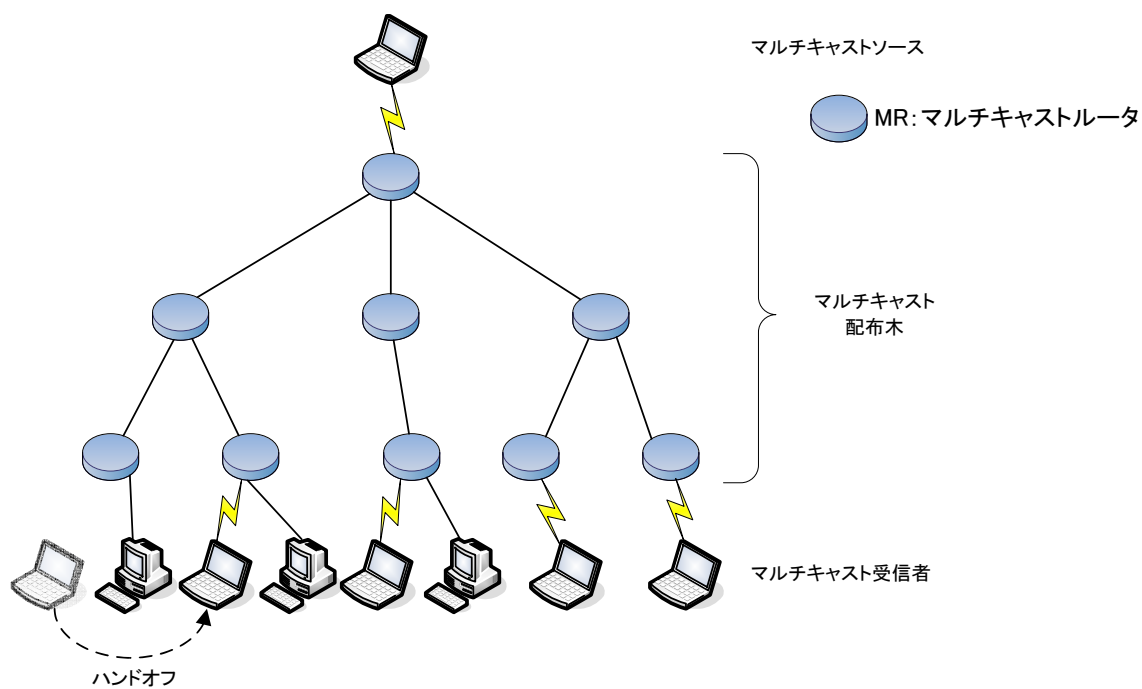 マルチキャストソース
MR:マルチキャストルータ
マルチキャスト
配布木
マルチキャスト受信者
ハンドオフ